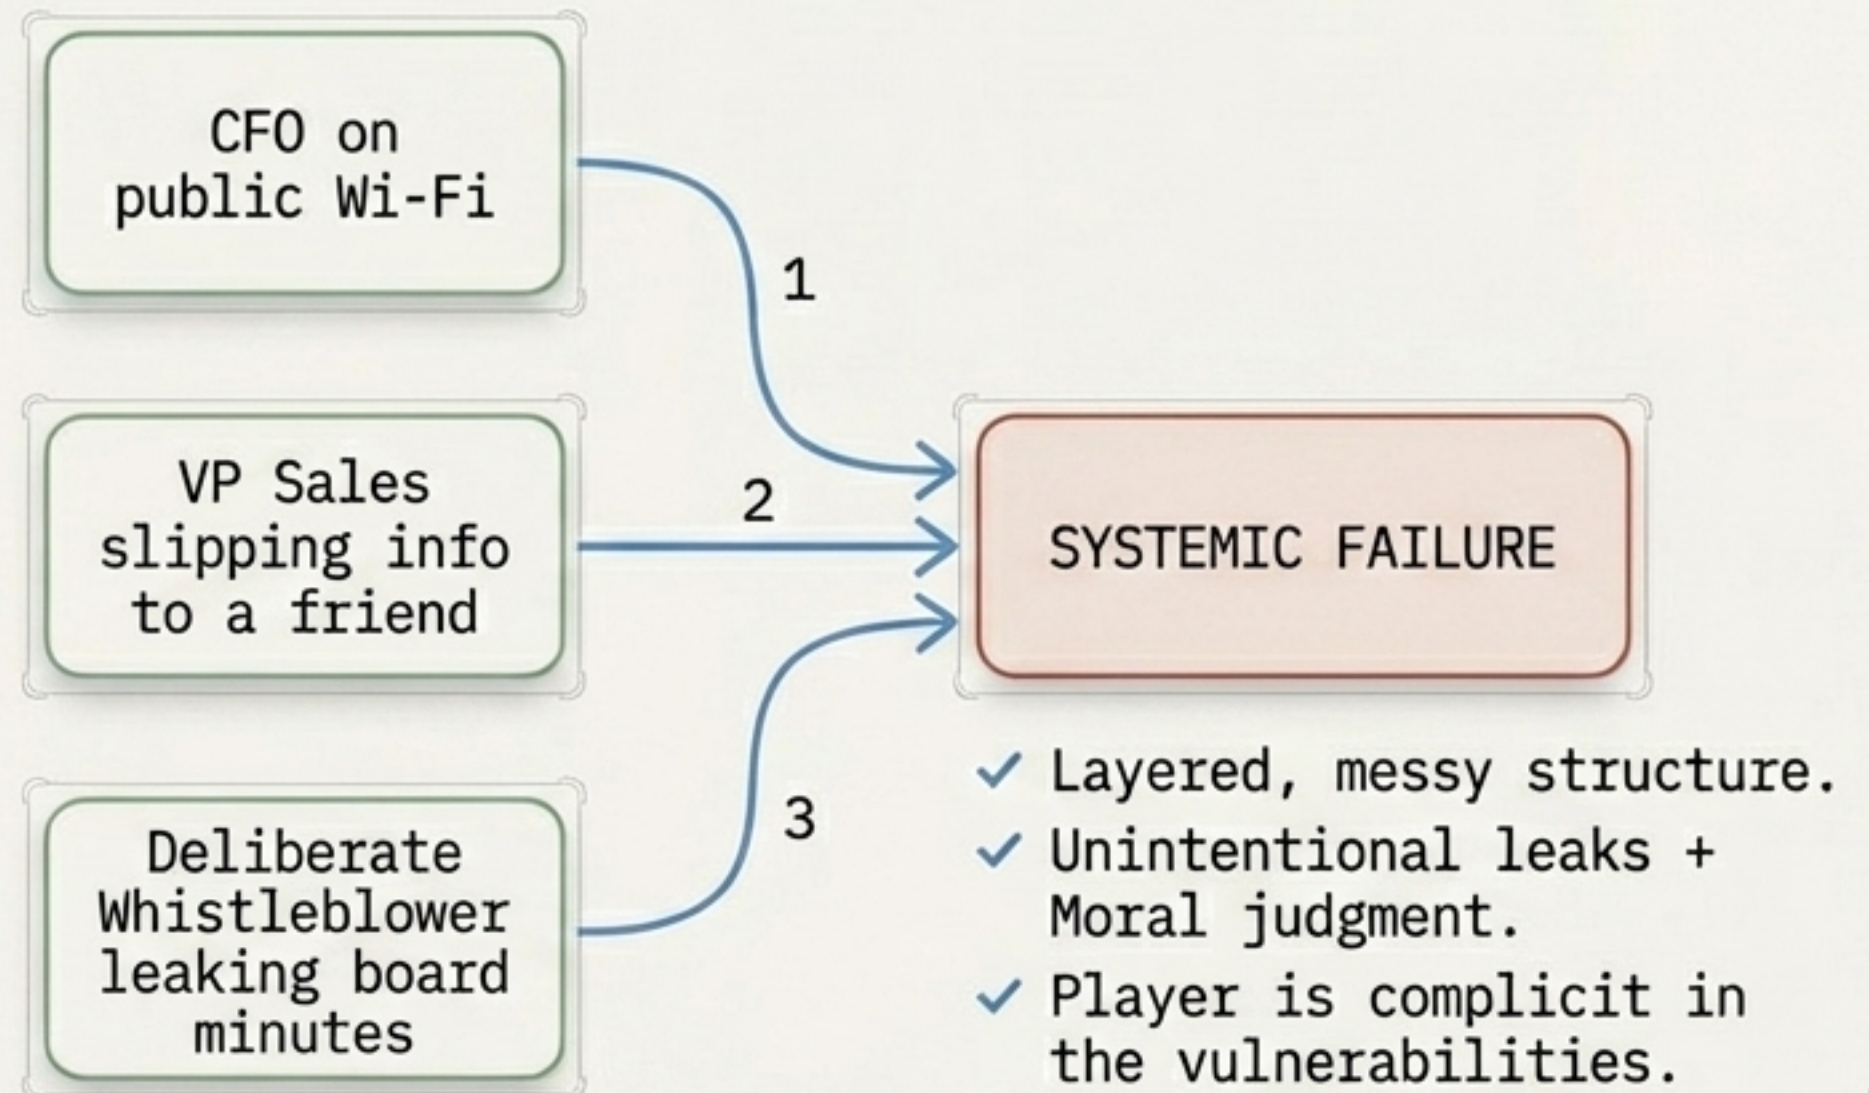 CFO on
public Wi-Fi
1
VP Sales
slipping info
to a friend
2
SYSTEMIC FAILURE
Deliberate
Whistleblower
leaking board
minutes
3
✓ Layered, messy structure.
✓ Unintentional leaks +
Moral judgment.
✓ Player is complicit in
the vulnerabilities.